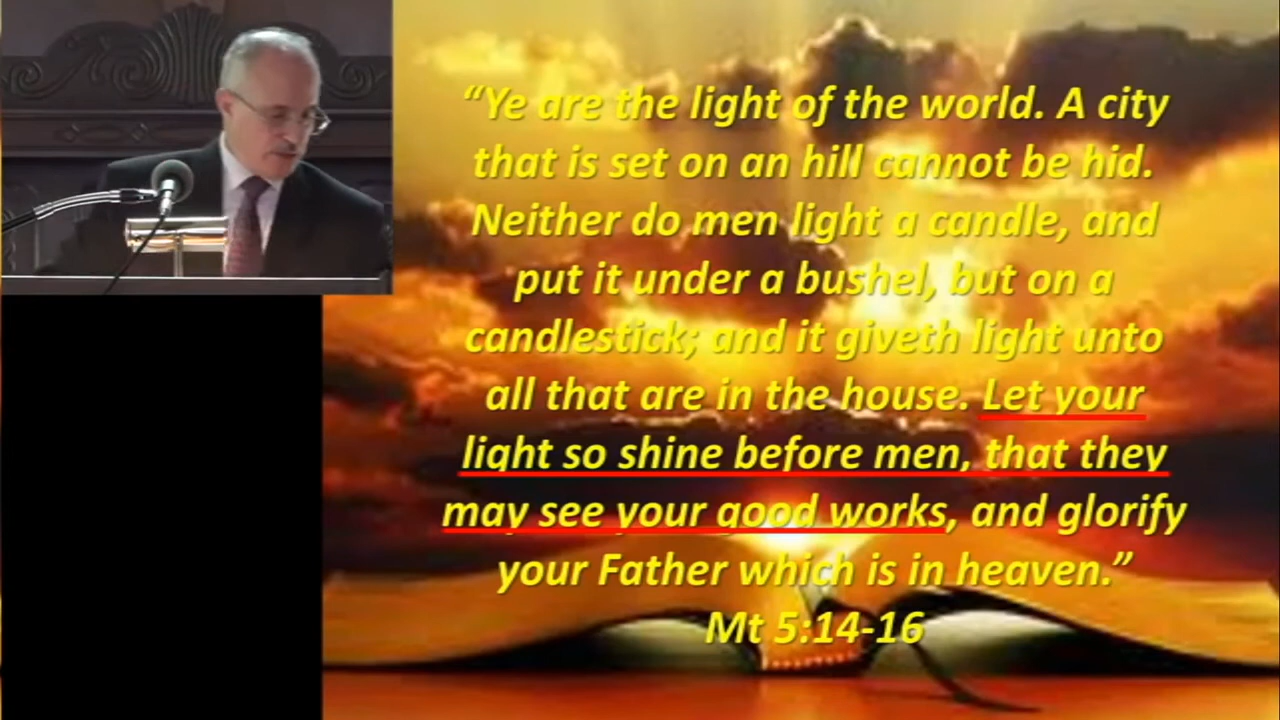 “Ye are the light of the world. A city
that is set on an hill cannot be hid.
Neither do men light a candle, and
put it under a bushel, but on a
candlestick; and it giveth light unto
all that are in the house. Let your
light so shine before men, that they
may see your good works, and glorify
your Father which is in heaven.”
Mt 5:14-16